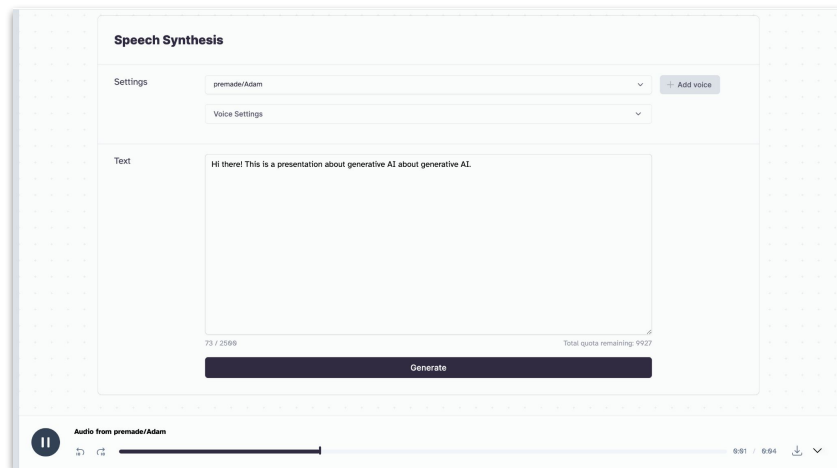 Speech Synthesis
Settings
premade/Adam
+ Add voice
Voice Settings
Text
Hi there! This is a presentation about generative AI about generative AI.
73 / 2500
Total quota remaining: 9927
Generate
Audio from premade/Adam
0:01 / 0:04